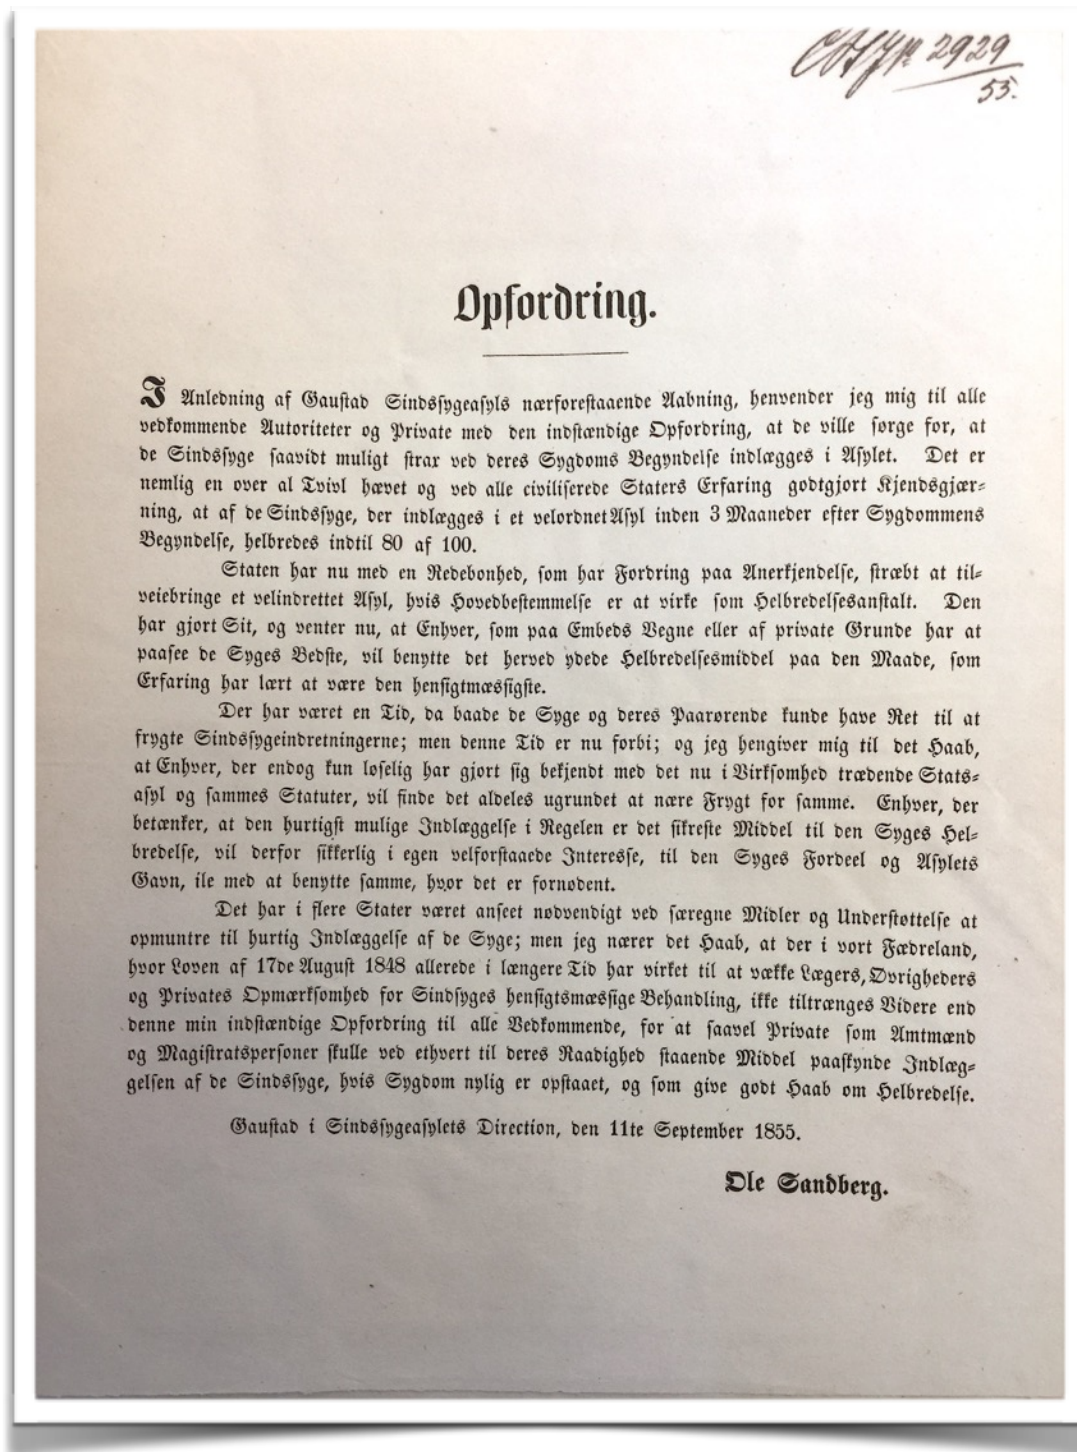 2929
55.
Opfordring.
I Anledning af Gaustad Sindssygeasyls nærforestaaende Aabning, henvender jeg mig til alle
vedkommende Autoriteter og Private med den indstændige Opfordring, at de ville sørge for, at
de Sindssyge saavidt muligt strax ved deres Sygdoms Begyndelse indlægges i Asylet. Det er
nemlig en over al Tvivl hævet og ved alle civiliserede Staters Erfaring godtgjort Kjendsgjær-
ning, at af de Sindssyge, der indlægges i et velordnet Asyl inden 3 Maaneder efter Sygdommens
Begyndelse, helbredes indtil 80 af 100.
Staten har nu med en Redebonhed, som har Fordring paa Anerkjendelse, stræbt at til-
veiebringe et velindrettet Asyl, hvis Hovedbestemmelse er at virke som Helbredelsesanstalt. Den
har gjort Sit, og venter nu, at Enhver, som paa Embeds Vegne eller af private Grunde har at
paasee de Syges Bedste, vil benytte det herved ydede Helbredelsesmiddel paa den Maade, som
Erfaring har lært at være den hensigtmæssigste.
Der har været en Tid, da baade de Syge og deres Paarørende kunde have Ret til at
frygte Sindssygeindretningerne; men denne Tid er nu forbi; og jeg hengiver mig til det Haab,
at Enhver, der endog kun løselig har gjort sig bekjendt med det nu i Virksomhed trædende Stats-
asyl og sammes Statuter, vil finde det aldeles ugrundet at nære Frygt for samme. Enhver, der
betænker, at den hurtigst mulige Indlæggelse i Regelen er det sikreste Middel til den Syges Hel-
bredelse, vil derfor sikkerlig i egen velforstaaede Interesse, til den Syges Fordeel og Asylets
Gavn, ile med at benytte samme, hvor det er fornødent.
Det har i flere Stater været anseet nødvendigt ved særegne Midler og Understøttelse at
opmuntre til hurtig Indlæggelse af de Syge; men jeg nærer det Haab, at der i vort Fædreland,
hvor Loven af 17de August 1848 allerede i længere Tid har virket til at vække Lægers, Øvrigheders
og Privates Opmærksomhed for Sindsyges hensigtsmæssige Behandling, ikke tiltrænges Videre end
denne min indstændige Opfordring til alle Vedkommende, for at saavel Private som Amtmænd
og Magistratspersoner skulle ved ethvert til deres Raadighed staaende Middel paaskynde Indlæg-
gelsen af de Sindssyge, hvis Sygdom nylig er opstaaet, og som give godt Haab om Helbredelse.
Gaustad i Sindssygeasylets Direction, den 11te September 1855.
Ole Sandberg.